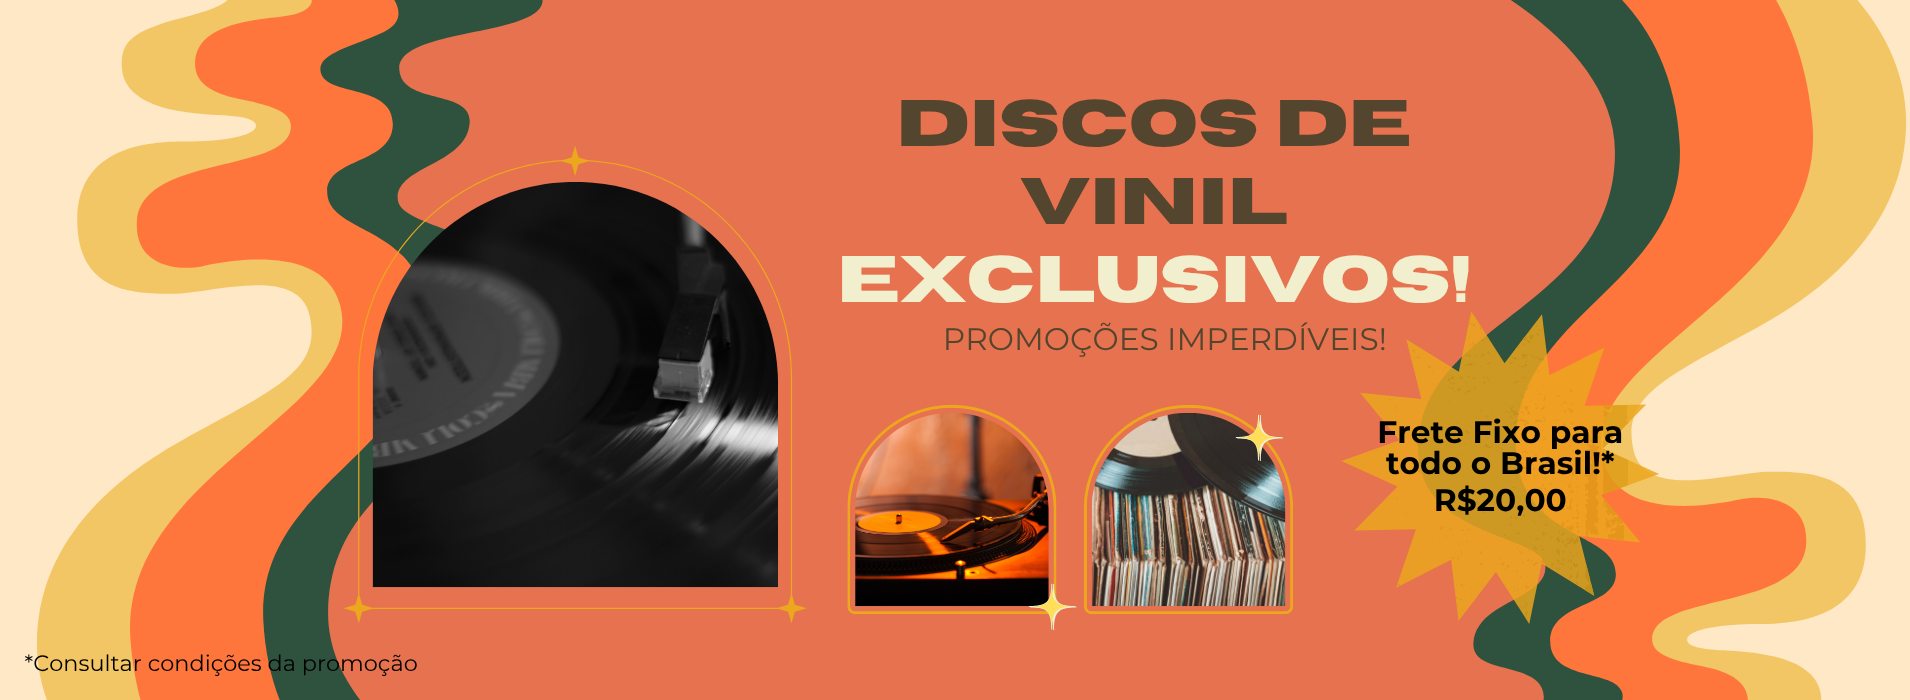 DISCOS DE
VINIL
EXCLUSIVOS!
PROMOÇÕES IMPERDÍVEIS!
Frete Fixo para
todo o Brasil!*
R$20,00
*Consultar condições da promoção